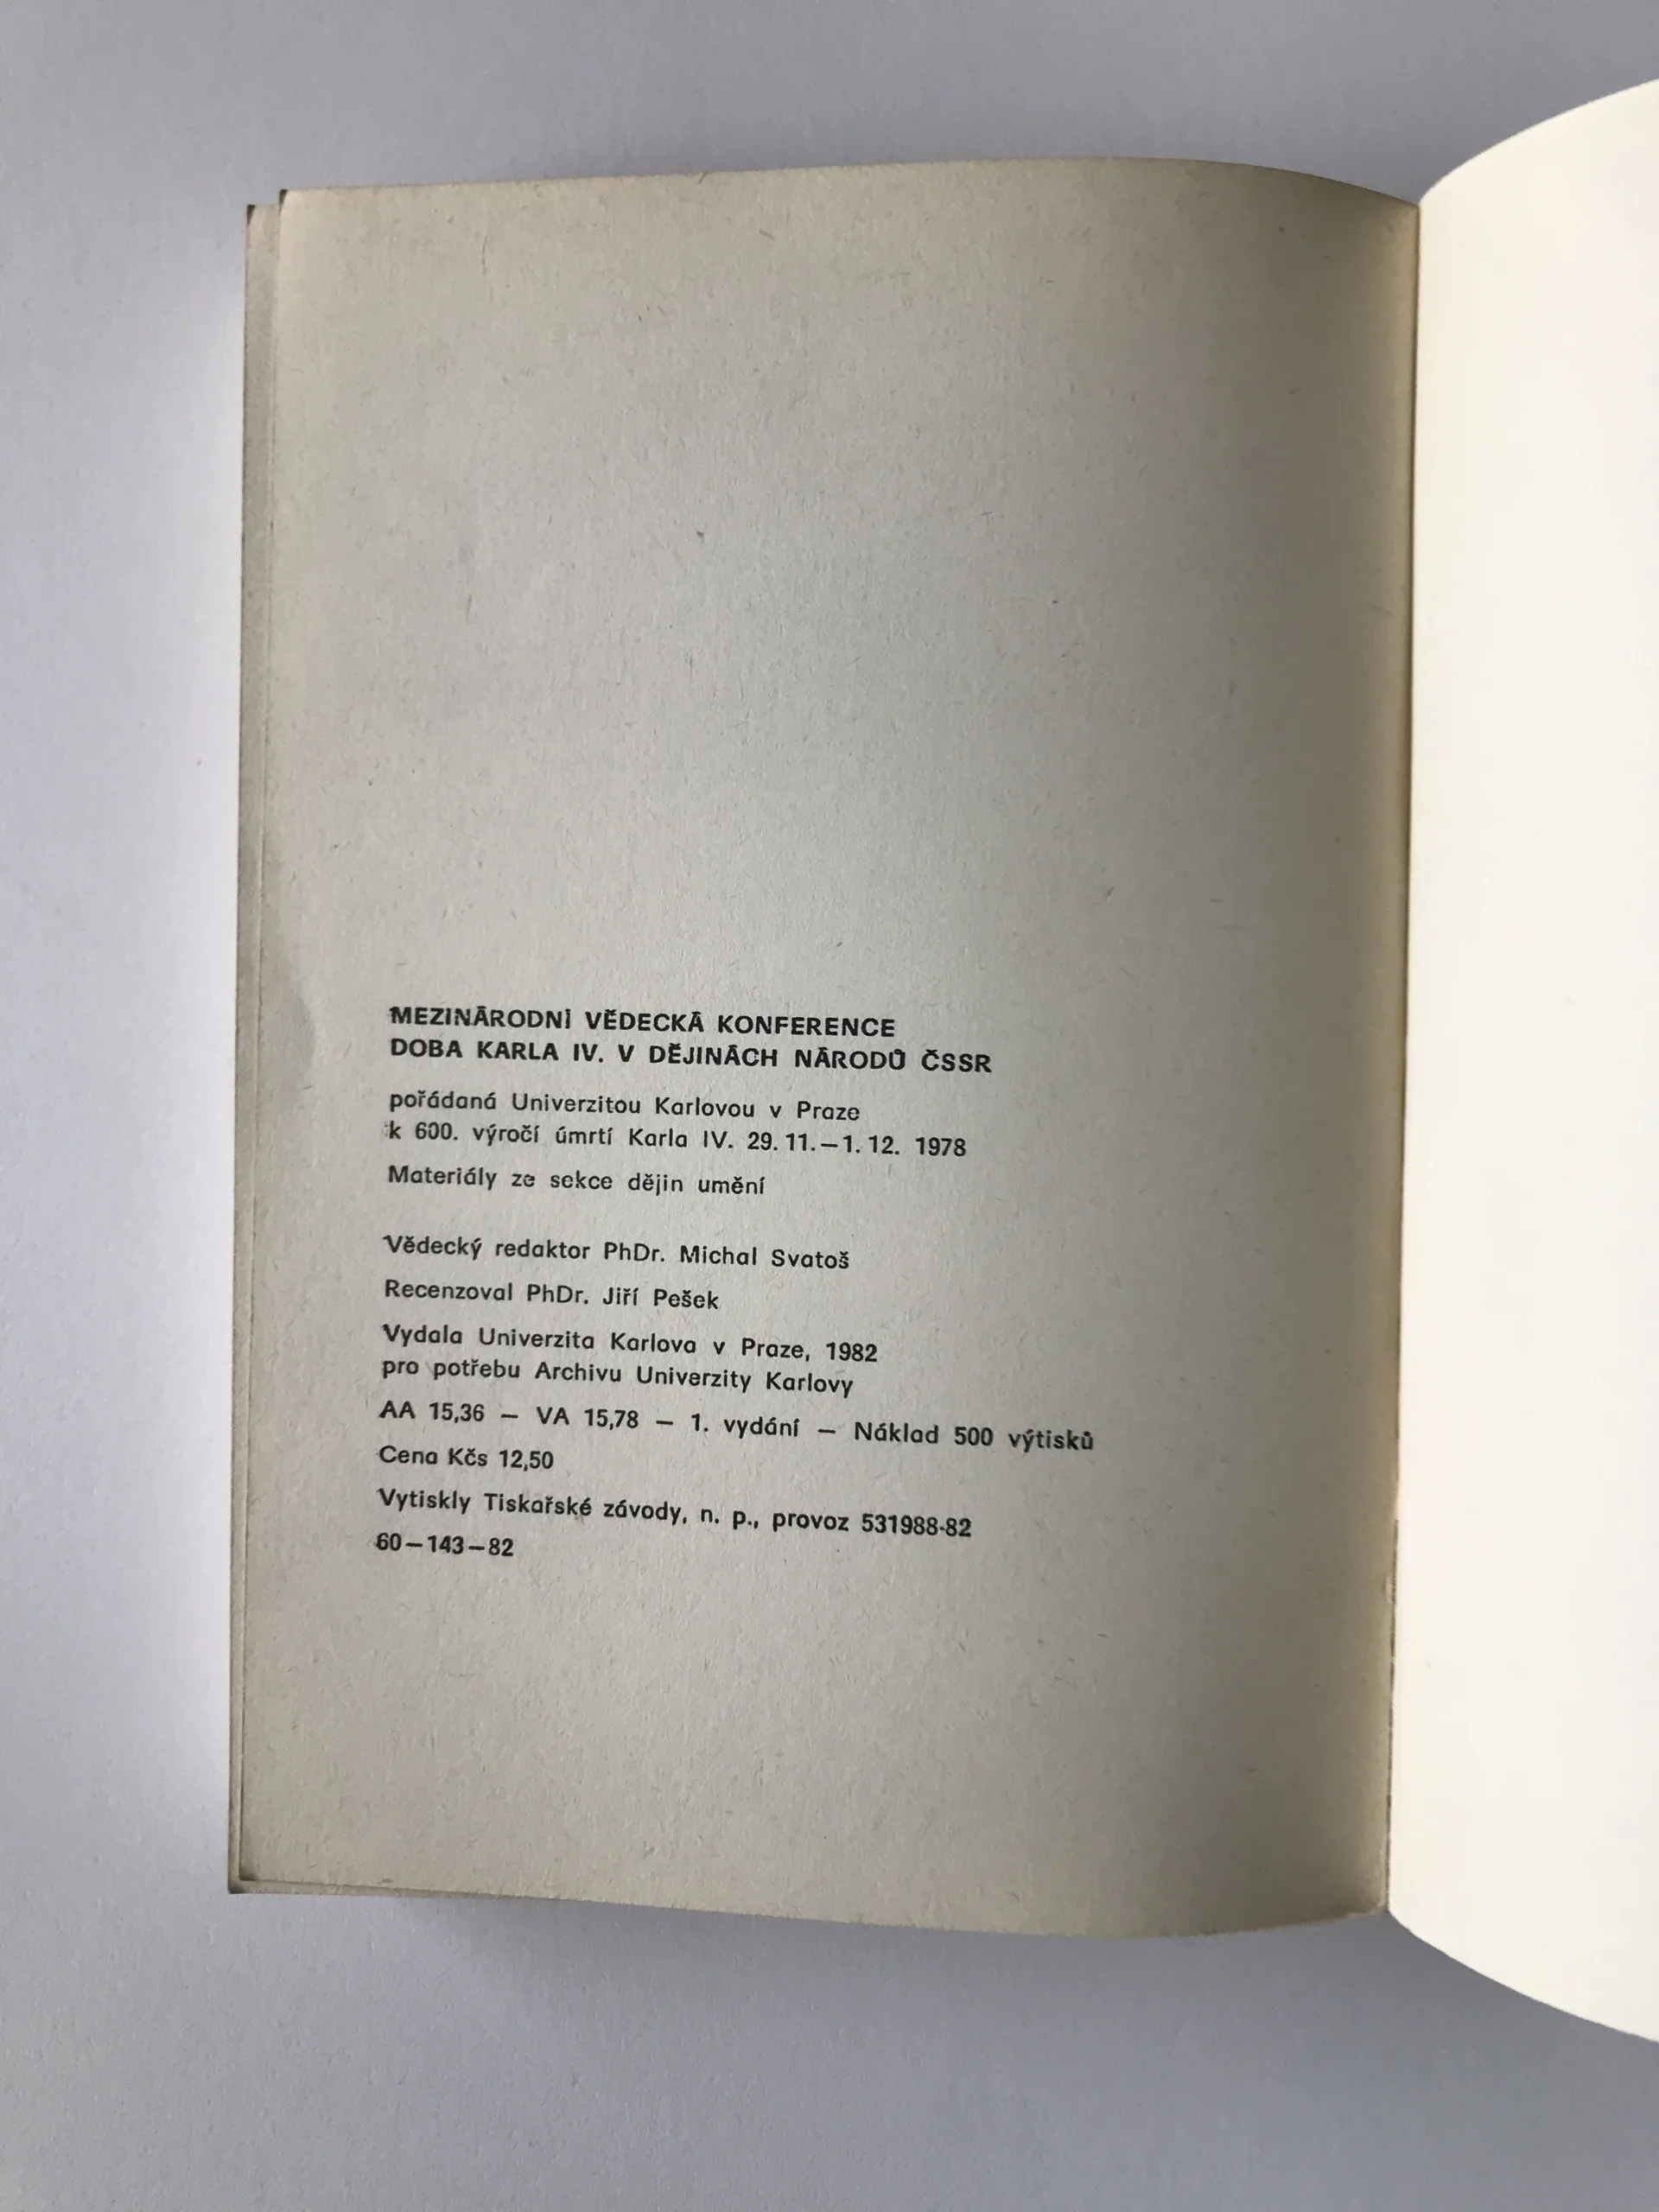 MEZINÁRODNÍ VĚDECKÁ KONFERENCE
DOBA KARLA IV. V DĚJINÁCH NÁRODŮ ČSSR
pořádaná Univerzitou Karlovou v Praze
k 600. výročí úmrtí Karla IV. 29. 11.–1. 12. 1978
Materiály ze sekce dějin umění
Vědecký redaktor PhDr. Michal Svatoš
Recenzoval PhDr. Jiří Pešek
Vydala Univerzita Karlova v Praze, 1982
pro potřebu Archivu Univerzity Karlovy
AA 15,36 – VA 15,78 – 1. vydání – Náklad 500 výtisků
Cena Kčs 12,50
Vytiskly Tiskařské závody, n. p., provoz 531988-82
60–143–82